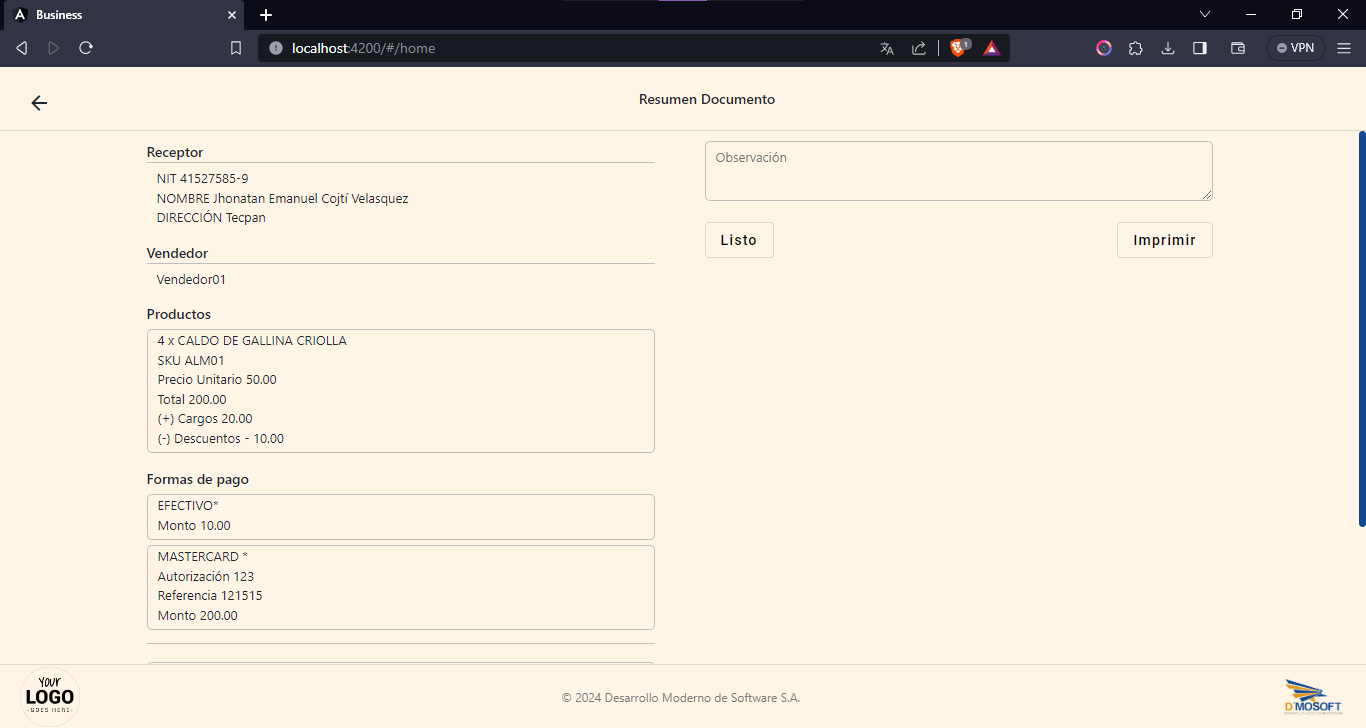 Business
localhost:4200/#/home
1
VPN
Resumen Documento
Receptor
NIT 41527585-9
NOMBRE Jhonatan Emanuel Cojtí Velasquez
DIRECCIÓN Tecpan
Vendedor
Vendedor01
Productos
4 x CALDO DE GALLINA CRIOLLA
SKU ALM01
Precio Unitario 50.00
Total 200.00
(+) Cargos 20.00
(-) Descuentos - 10.00
Formas de pago
EFECTIVO*
Monto 10.00
MASTERCARD *
Autorización 123
Referencia 121515
Monto 200.00
Observación
Listo
Imprimir
YOUR
LOGO
-GOES HERE-
© 2024 Desarrollo Moderno de Software S.A.
D'MOSOFT